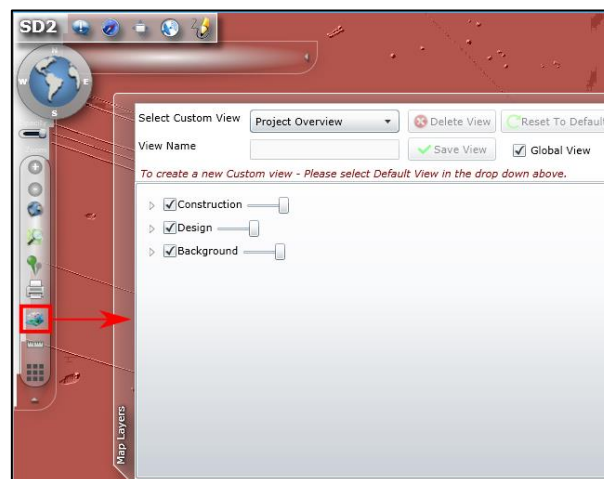 SD2
N
W
E
S
Select Custom View
Project Overview
Delete View
Reset To Default
View Name
Save View
Global View
To create a new Custom view - Please select Default View in the drop down above.
Construction
Design
Background
Map Layers